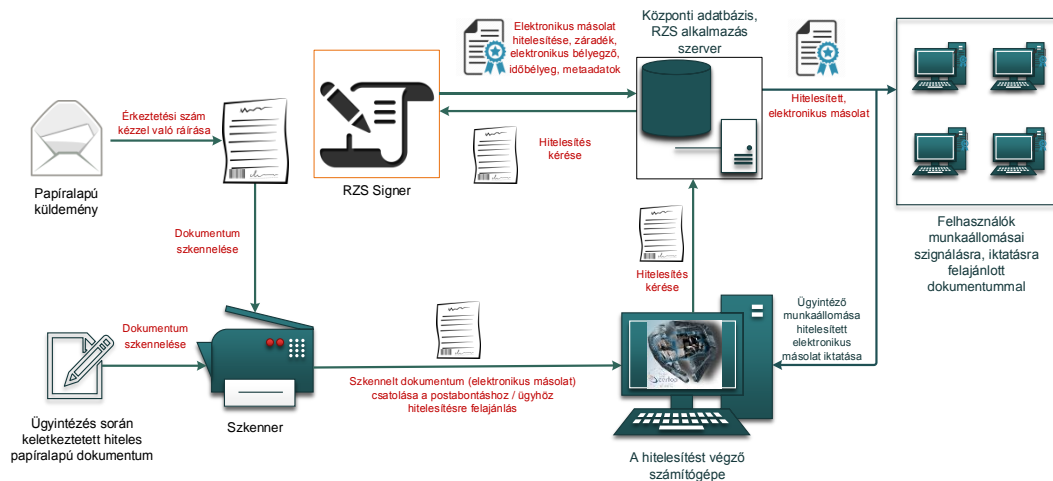 Elektronikus másolat
hitelesítése, záradék,
elektronikus bélyegző,
időbélyeg, metaadatok
Központi adatbázis,
RZS alkalmazás
szerver
Érkeztetési szám
kézzel való ráírása
Hitelesített,
elektronikus másolat
Hitelesítés
kérése
Papíralapú
küldemény
RZS Signer
Dokumentum
szkennelése
Hitelesítés
kérése
Felhasználók
munkaállomásai
szignálásra, iktatásra
felajánlott
dokumentummal
Dokumentum
szkennelése
Ügyintéző
munkaállomása
hitelesített
elektronikus
másolat iktatása
Szkennelt dokumentum (elektronikus másolat)
csatolása a postabontáshoz / ügyhöz
hitelesítésre felajánlás
Ügyintézés során
keletkeztetett hiteles
papíralapú dokumentum
Szkenner
A hitelesítést végző
számítógépe